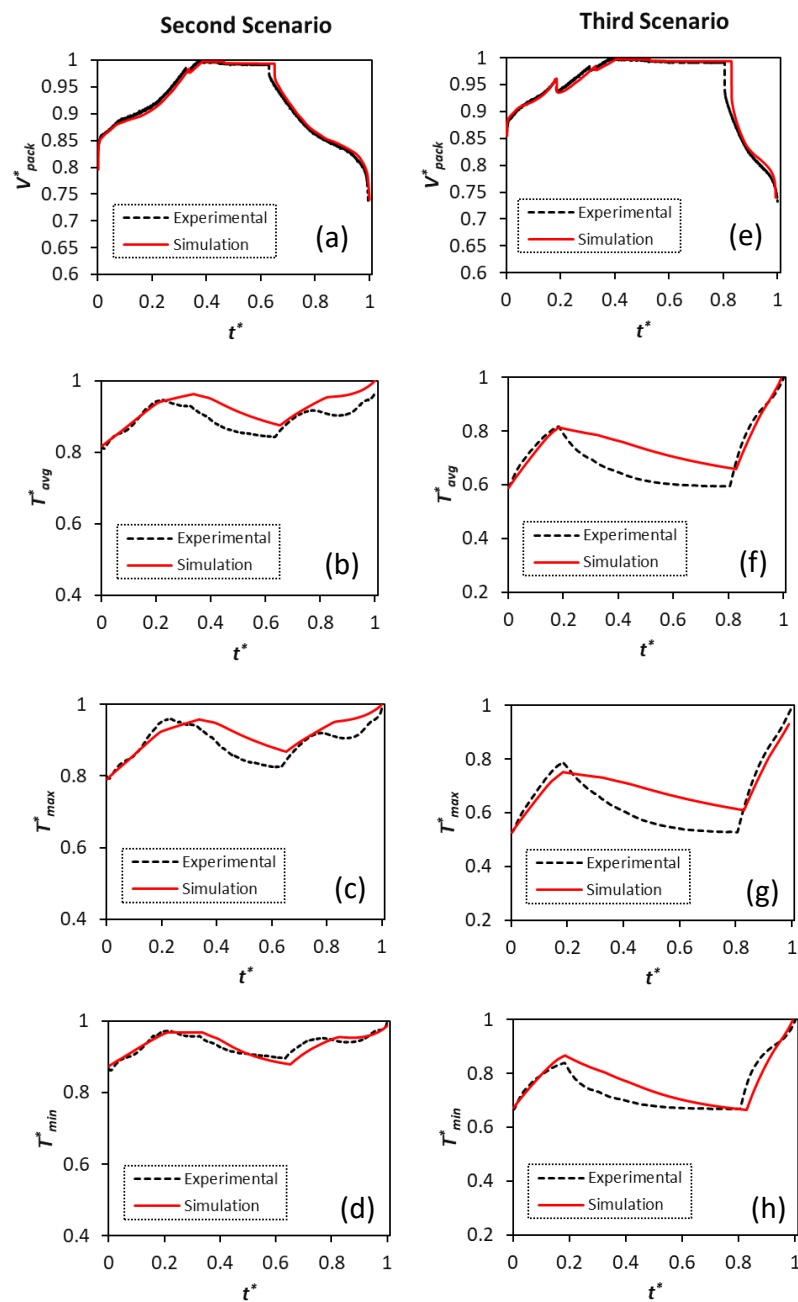 Second Scenario
Third Scenario
1
0.95
0.9
0.85
0.8
0.75
0.7
0.65
0.6
V*pack
Experimental
Simulation
(a)
0 0.2 0.4 0.6 0.8 1
t*
1
0.95
0.9
0.85
0.8
0.75
0.7
0.65
0.6
V*pack
Experimental
Simulation
(e)
0 0.2 0.4 0.6 0.8 1
t*
1
0.8
0.6
0.4
T*avg
Experimental
Simulation
(b)
0 0.2 0.4 0.6 0.8 1
t*
1
0.8
0.6
0.4
0.2
T*avg
Experimental
Simulation
(f)
0 0.2 0.4 0.6 0.8 1
t*
1
0.8
0.6
0.4
T*max
Experimental
Simulation
(c)
0 0.2 0.4 0.6 0.8 1
t*
1
0.8
0.6
0.4
0.2
T*max
Experimental
Simulation
(g)
0 0.2 0.4 0.6 0.8 1
t*
1
0.8
0.6
0.4
T*min
Experimental
Simulation
(d)
0 0.2 0.4 0.6 0.8 1
t*
1
0.8
0.6
0.4
0.2
T*min
Experimental
Simulation
(h)
0 0.2 0.4 0.6 0.8 1
t*